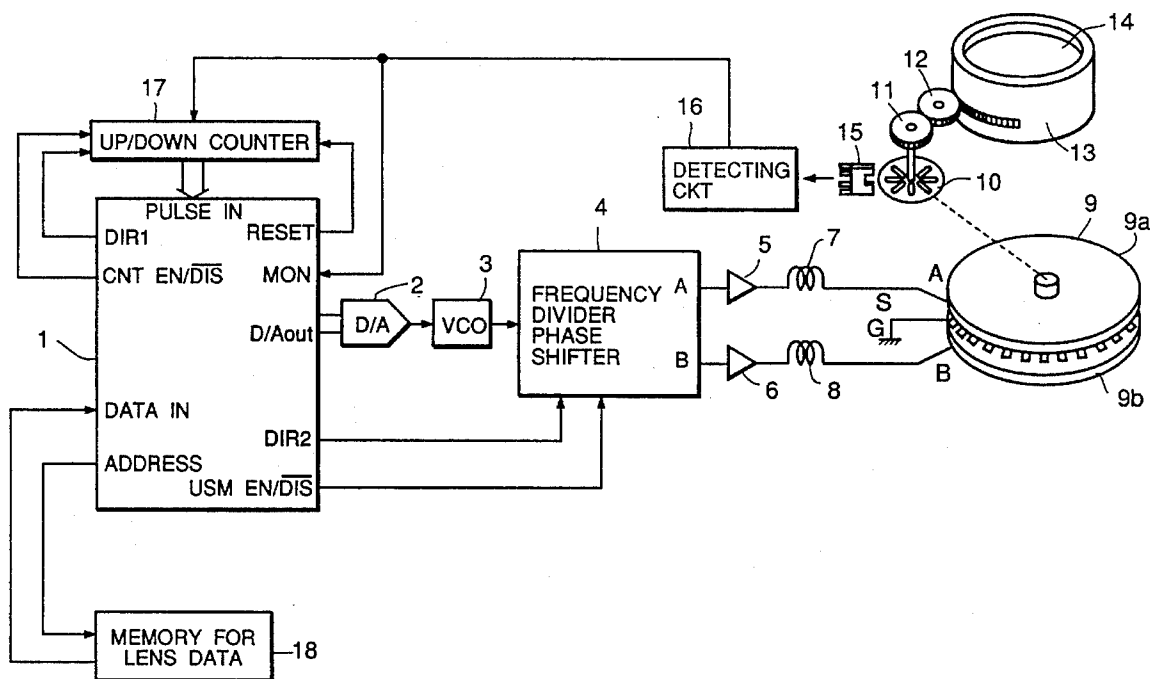 17
UP/DOWN COUNTER
PULSE IN
DIR1
RESET
CNT EN/DIS
MON
1
D/Aout
DATA IN
DIR2
ADDRESS
USM EN/DIS
2
D/A
3
VCO
4
FREQUENCY
DIVIDER
PHASE
SHIFTER
A
B
5
6
7
8
16
DETECTING
CKT
15
11
12
14
13
10
9
9a
A
S
G
B
9b
MEMORY FOR
LENS DATA
18